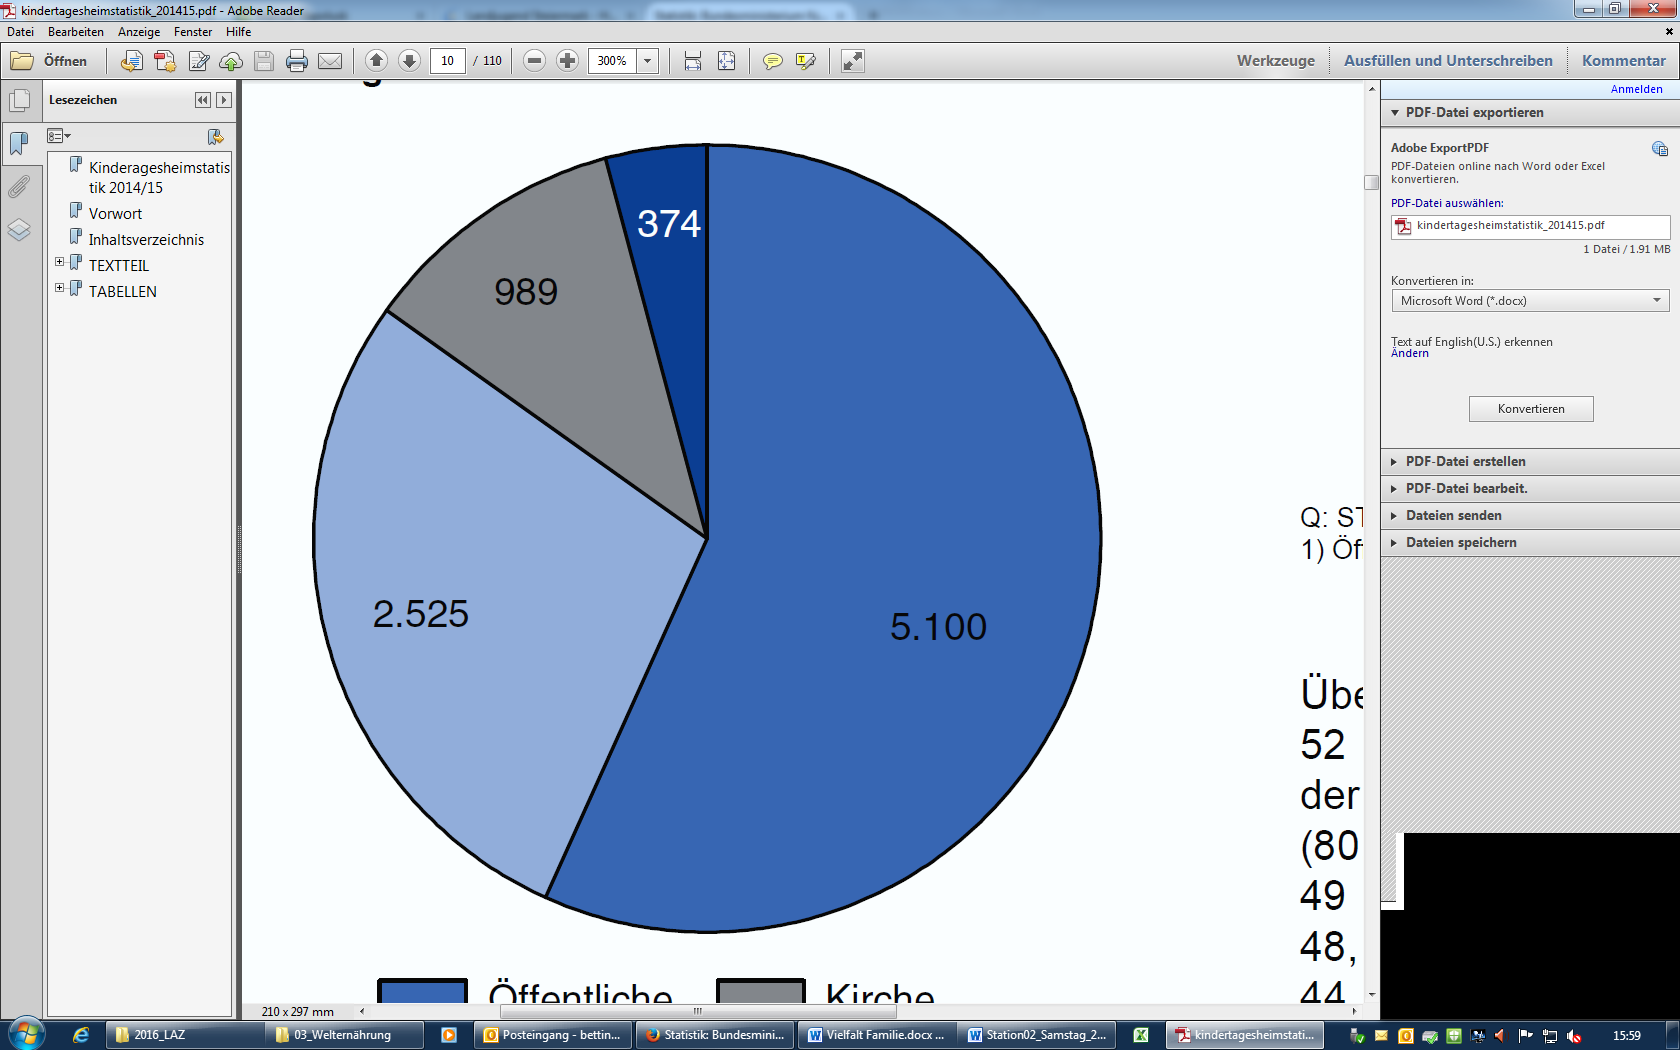 kindertagesheimstatistik_201415.pdf - Adobe Reader
Datei Bearbeiten Anzeige Fenster Hilfe
Öffnen 10 / 110 300% Werkzeuge Ausfüllen und Unterschreiben Kommentar
Anmelden
Lesezeichen
Kinderagesheimstatis
tik 2014/15
Vorwort
Inhaltsverzeichnis
TEXTTEIL
TABELLEN
374
989
2.525
5.100
Öffentliche
Kirche
Q: ST
1) Öf
Übe
52
der
(80
49
48,
44
210 x 297 mm
PDF-Datei exportieren
Adobe ExportPDF
PDF-Dateien online nach Word oder Excel
konvertieren.
PDF-Datei auswählen:
kindertagesheimstatistik_201415.pdf
1 Datei / 1.91 MB
Konvertieren in:
Microsoft Word (*.docx)
Text auf English(U.S.) erkennen
Ändern
Konvertieren
PDF-Datei erstellen
PDF-Datei bearbeit.
Dateien senden
Dateien speichern
2016_LAZ 03_Welternährung Posteingang - bettin... Statistik: Bundesmini... Vielfalt Familie.docx ... Station02_Samstag_2... kindertagesheimstati... 15:59